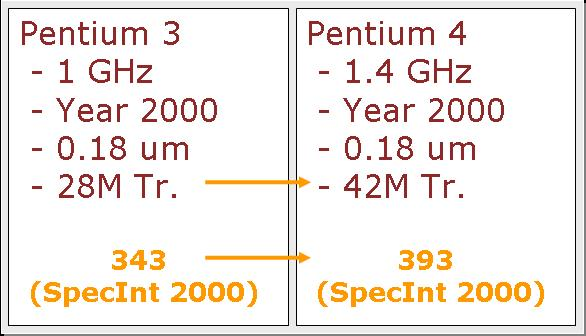 Pentium 3
- 1 GHz
- Year 2000
- 0.18 um
- 28M Tr.
343
(SpecInt 2000)
Pentium 4
- 1.4 GHz
- Year 2000
- 0.18 um
- 42M Tr.
393
(SpecInt 2000)